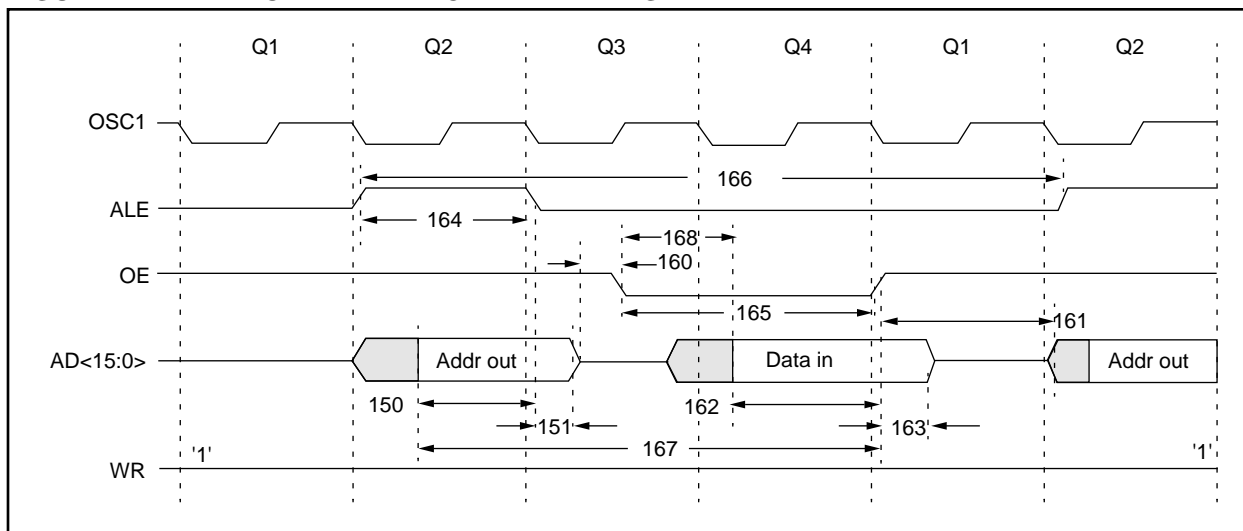 Q1 Q2 Q3 Q4 Q1 Q2
OSC1
166
ALE
164
168
160
OE
165
161
AD<15:0>
Addr out
Data in
Addr out
150
162
151
163
167
'1'
'1'
WR